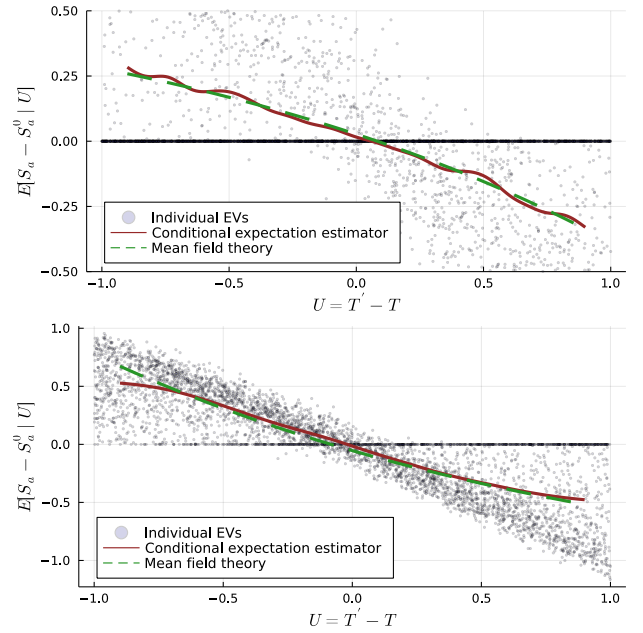 0.50
0.25
0.00
−0.25
−0.50
E[S_a − S_a^0 | U]
Individual EVs
Conditional expectation estimator
Mean field theory
−1.0 −0.5 0.0 0.5 1.0
U = T′ − T
1.0
0.5
0.0
−0.5
−1.0
E[S_a − S_a^0 | U]
Individual EVs
Conditional expectation estimator
Mean field theory
−1.0 −0.5 0.0 0.5 1.0
U = T′ − T